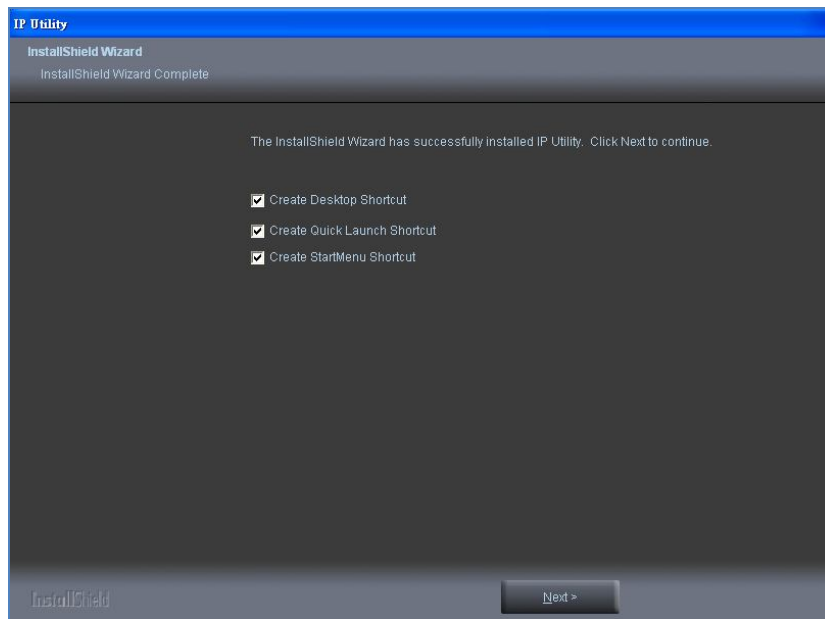 IP Utility
InstallShield Wizard
InstallShield Wizard Complete
The InstallShield Wizard has successfully installed IP Utility. Click Next to continue.
Create Desktop Shortcut
Create Quick Launch Shortcut
Create StartMenu Shortcut
InstallShield
Next >